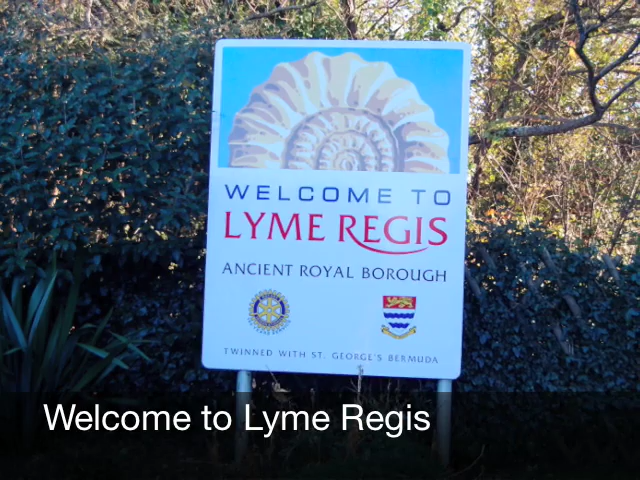 WELCOME TO
LYME REGIS
ANCIENT ROYAL BOROUGH
TWINNED WITH ST. GEORGE'S BERMUDA
Welcome to Lyme Regis